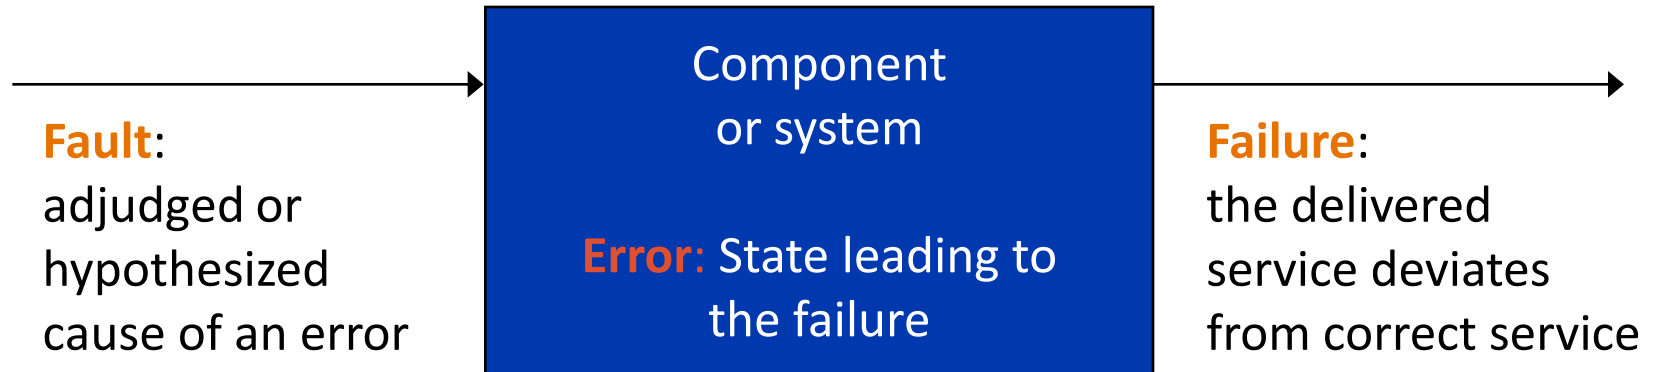 Fault:
adjudged or
hypothesized
cause of an error
Component
or system
Error: State leading to
the failure
Failure:
the delivered
service deviates
from correct service